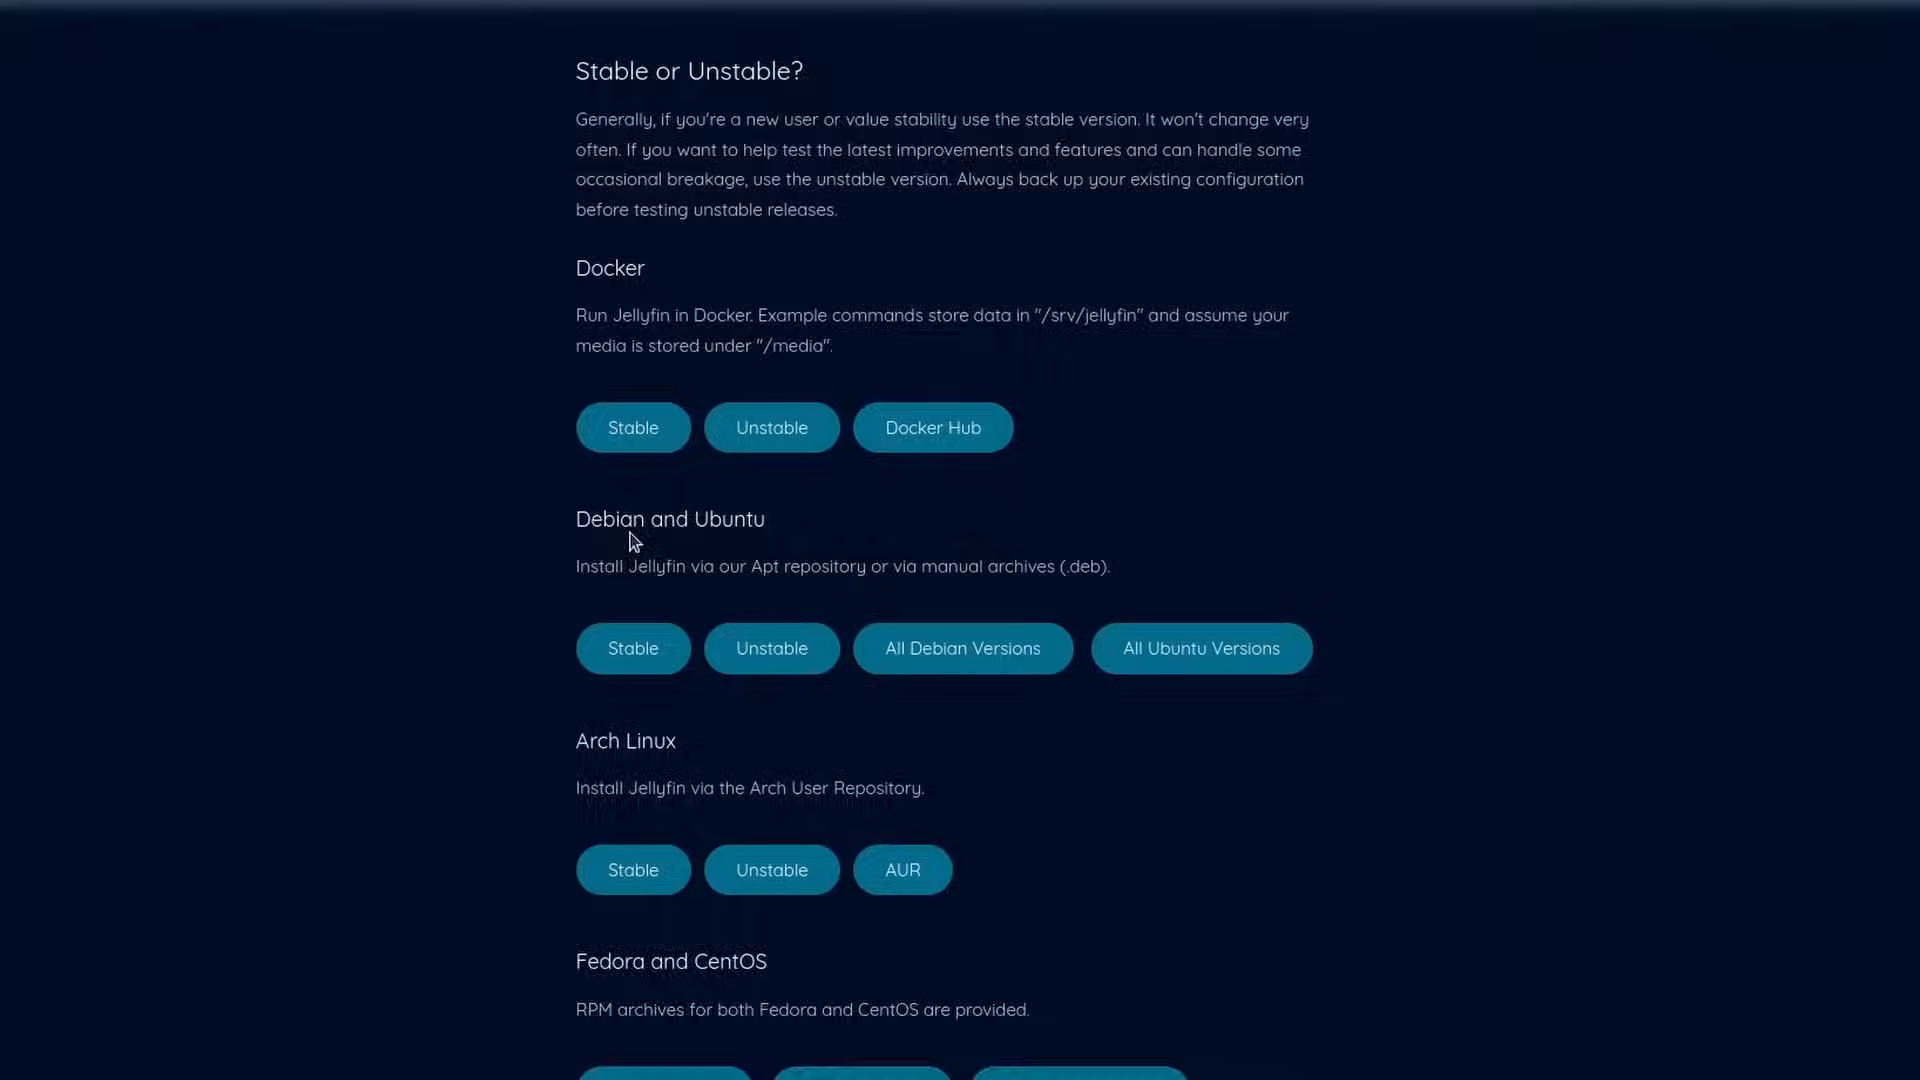 Stable or Unstable?
Generally, if you're a new user or value stability use the stable version. It won't change very
often. If you want to help test the latest improvements and features and can handle some
occasional breakage, use the unstable version. Always back up your existing configuration
before testing unstable releases.
Docker
Run Jellyfin in Docker. Example commands store data in "/srv/jellyfin" and assume your
media is stored under "/media".
Stable Unstable Docker Hub
Debian and Ubuntu
Install Jellyfin via our Apt repository or via manual archives (.deb).
Stable Unstable All Debian Versions All Ubuntu Versions
Arch Linux
Install Jellyfin via the Arch User Repository.
Stable Unstable AUR
Fedora and CentOS
RPM archives for both Fedora and CentOS are provided.